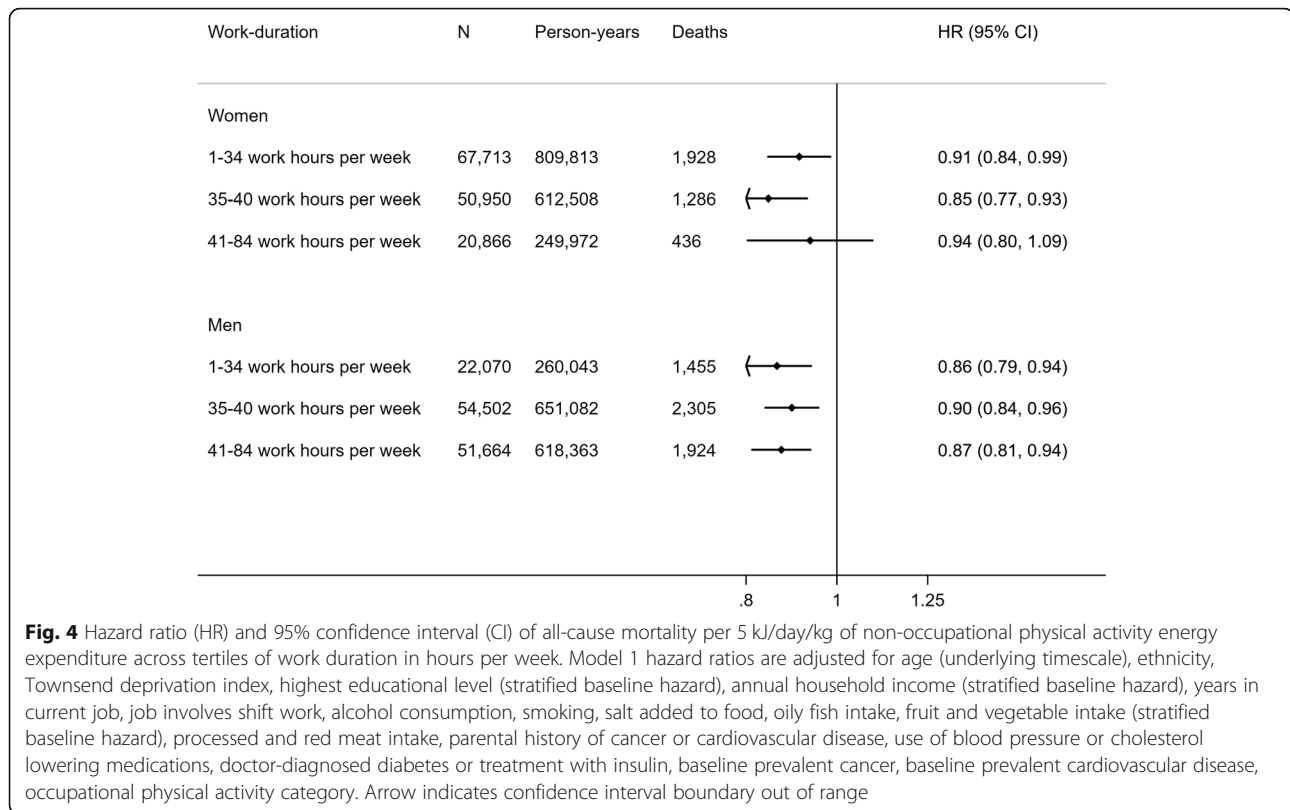 Work-duration N Person-years Deaths HR (95% CI)
Women
1-34 work hours per week 67,713 809,813 1,928 0.91 (0.84, 0.99)
35-40 work hours per week 50,950 612,508 1,286 0.85 (0.77, 0.93)
41-84 work hours per week 20,866 249,972 436 0.94 (0.80, 1.09)
Men
1-34 work hours per week 22,070 260,043 1,455 0.86 (0.79, 0.94)
35-40 work hours per week 54,502 651,082 2,305 0.90 (0.84, 0.96)
41-84 work hours per week 51,664 618,363 1,924 0.87 (0.81, 0.94)
.8 1 1.25
Fig. 4 Hazard ratio (HR) and 95% confidence interval (CI) of all-cause mortality per 5 kJ/day/kg of non-occupational physical activity energy
expenditure across tertiles of work duration in hours per week. Model 1 hazard ratios are adjusted for age (underlying timescale), ethnicity,
Townsend deprivation index, highest educational level (stratified baseline hazard), annual household income (stratified baseline hazard), years in
current job, job involves shift work, alcohol consumption, smoking, salt added to food, oily fish intake, fruit and vegetable intake (stratified
baseline hazard), processed and red meat intake, parental history of cancer or cardiovascular disease, use of blood pressure or cholesterol
lowering medications, doctor-diagnosed diabetes or treatment with insulin, baseline prevalent cancer, baseline prevalent cardiovascular disease,
occupational physical activity category. Arrow indicates confidence interval boundary out of range